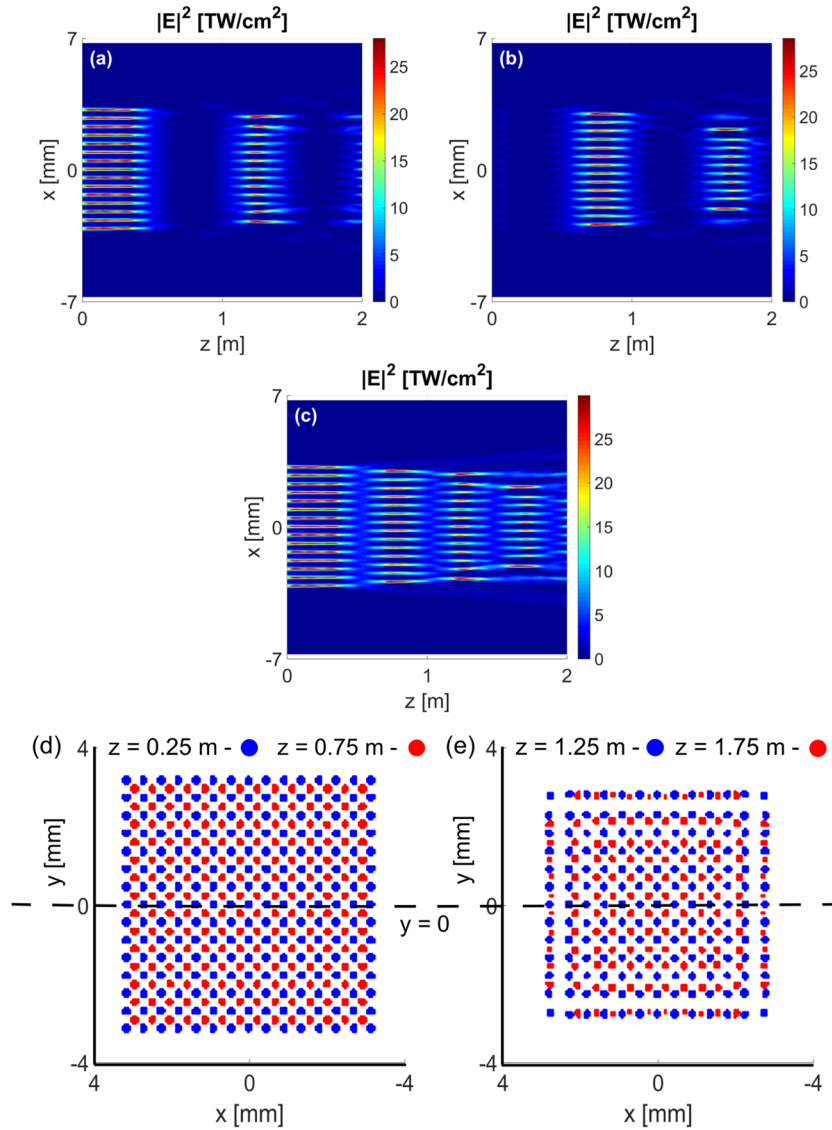 |E|² [TW/cm²]
|E|² [TW/cm²]
7
(a)
25
20
15
10
5
0
x [mm]
0
-7
0
1
2
z [m]
7
(b)
25
20
15
10
5
0
x [mm]
0
-7
0
1
2
z [m]
|E|² [TW/cm²]
7
(c)
25
20
15
10
5
0
x [mm]
0
-7
0
1
2
z [m]
(d)
4
z = 0.25 m -
z = 0.75 m -
y [mm]
0
-4
4
0
-4
x [mm]
y = 0
(e)
4
z = 1.25 m -
z = 1.75 m -
y [mm]
0
-4
4
0
-4
x [mm]